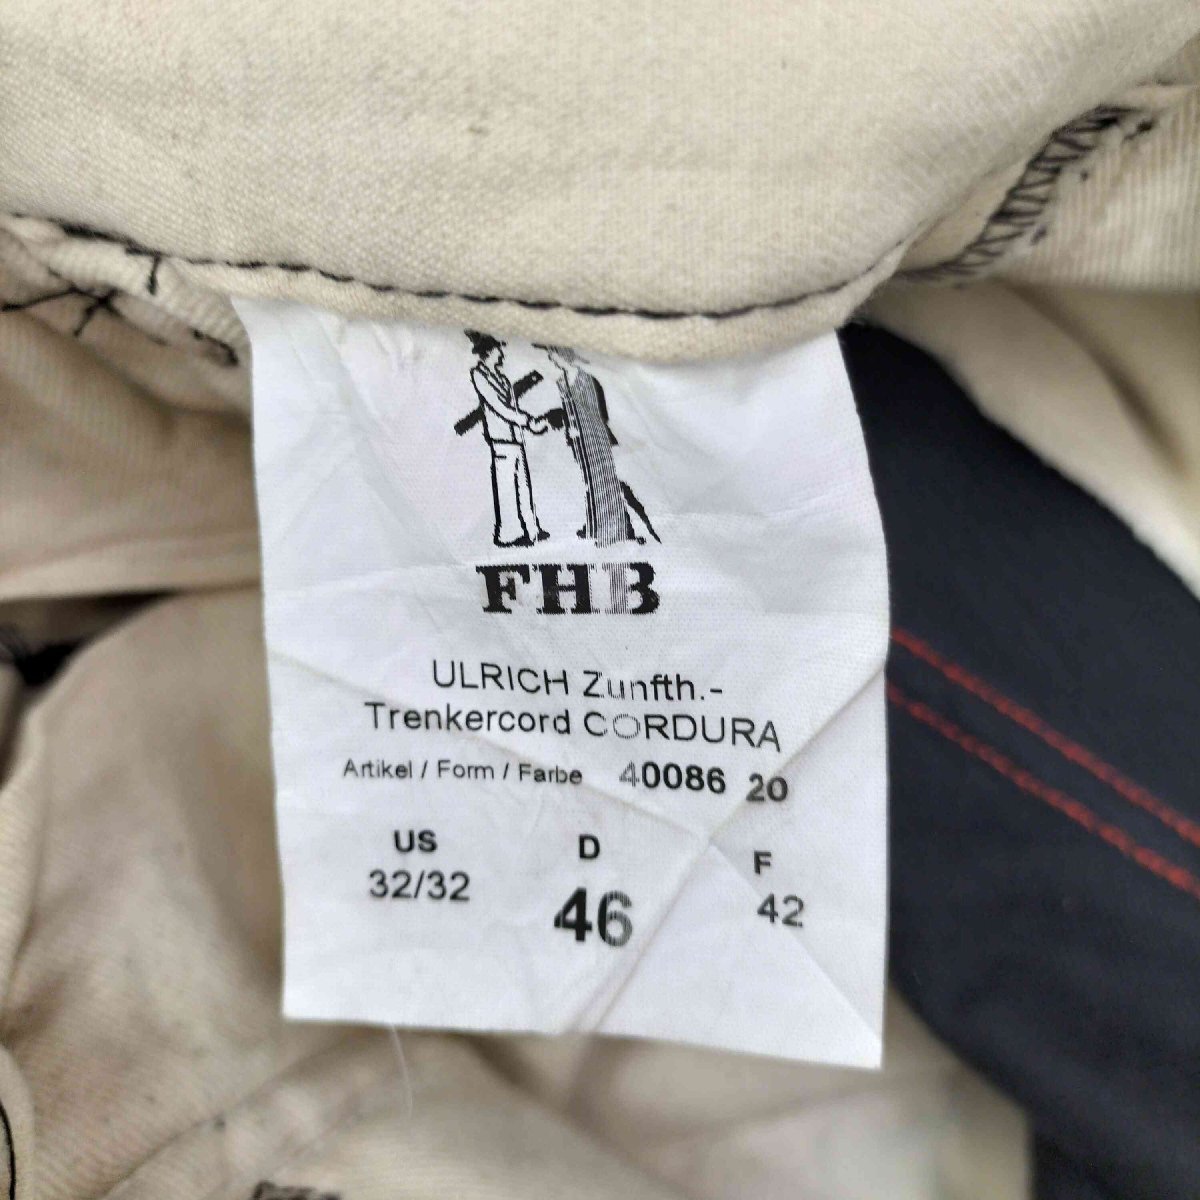 FHB
ULRICH Zunfth.-
Trenkercord CORDURA
Artikel / Form / Farbe 40086 20
US D F
32/32 46 42